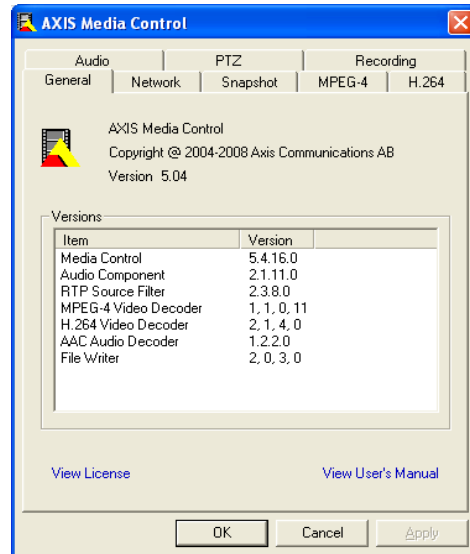 AXIS Media Control
Audio PTZ Recording
General Network Snapshot MPEG-4 H.264
AXIS Media Control
Copyright @ 2004-2008 Axis Communications AB
Version 5.04
Versions
Item Version
Media Control 5.4.16.0
Audio Component 2.1.11.0
RTP Source Filter 2.3.8.0
MPEG-4 Video Decoder 1, 1, 0, 11
H.264 Video Decoder 2, 1, 4, 0
AAC Audio Decoder 1.2.2.0
File Writer 2, 0, 3, 0
View License View User's Manual
OK Cancel Apply